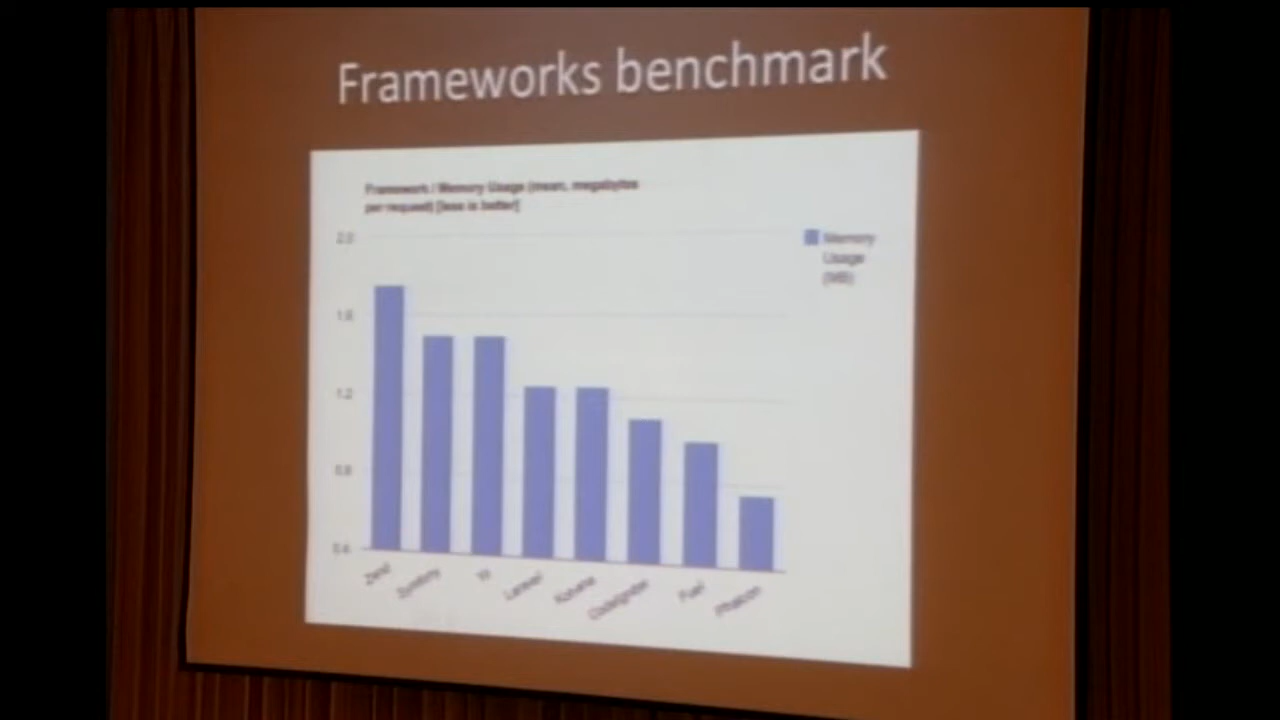 Frameworks benchmark
Framework / Memory Usage (mean, megabytes
per request) [less is better]
2.0
Memory
Usage
(MB)
1.6
1.2
0.8
0.4
Zend
Symfony
Yii
Laravel
Kohana
CodeIgniter
Fuel
Phalcon